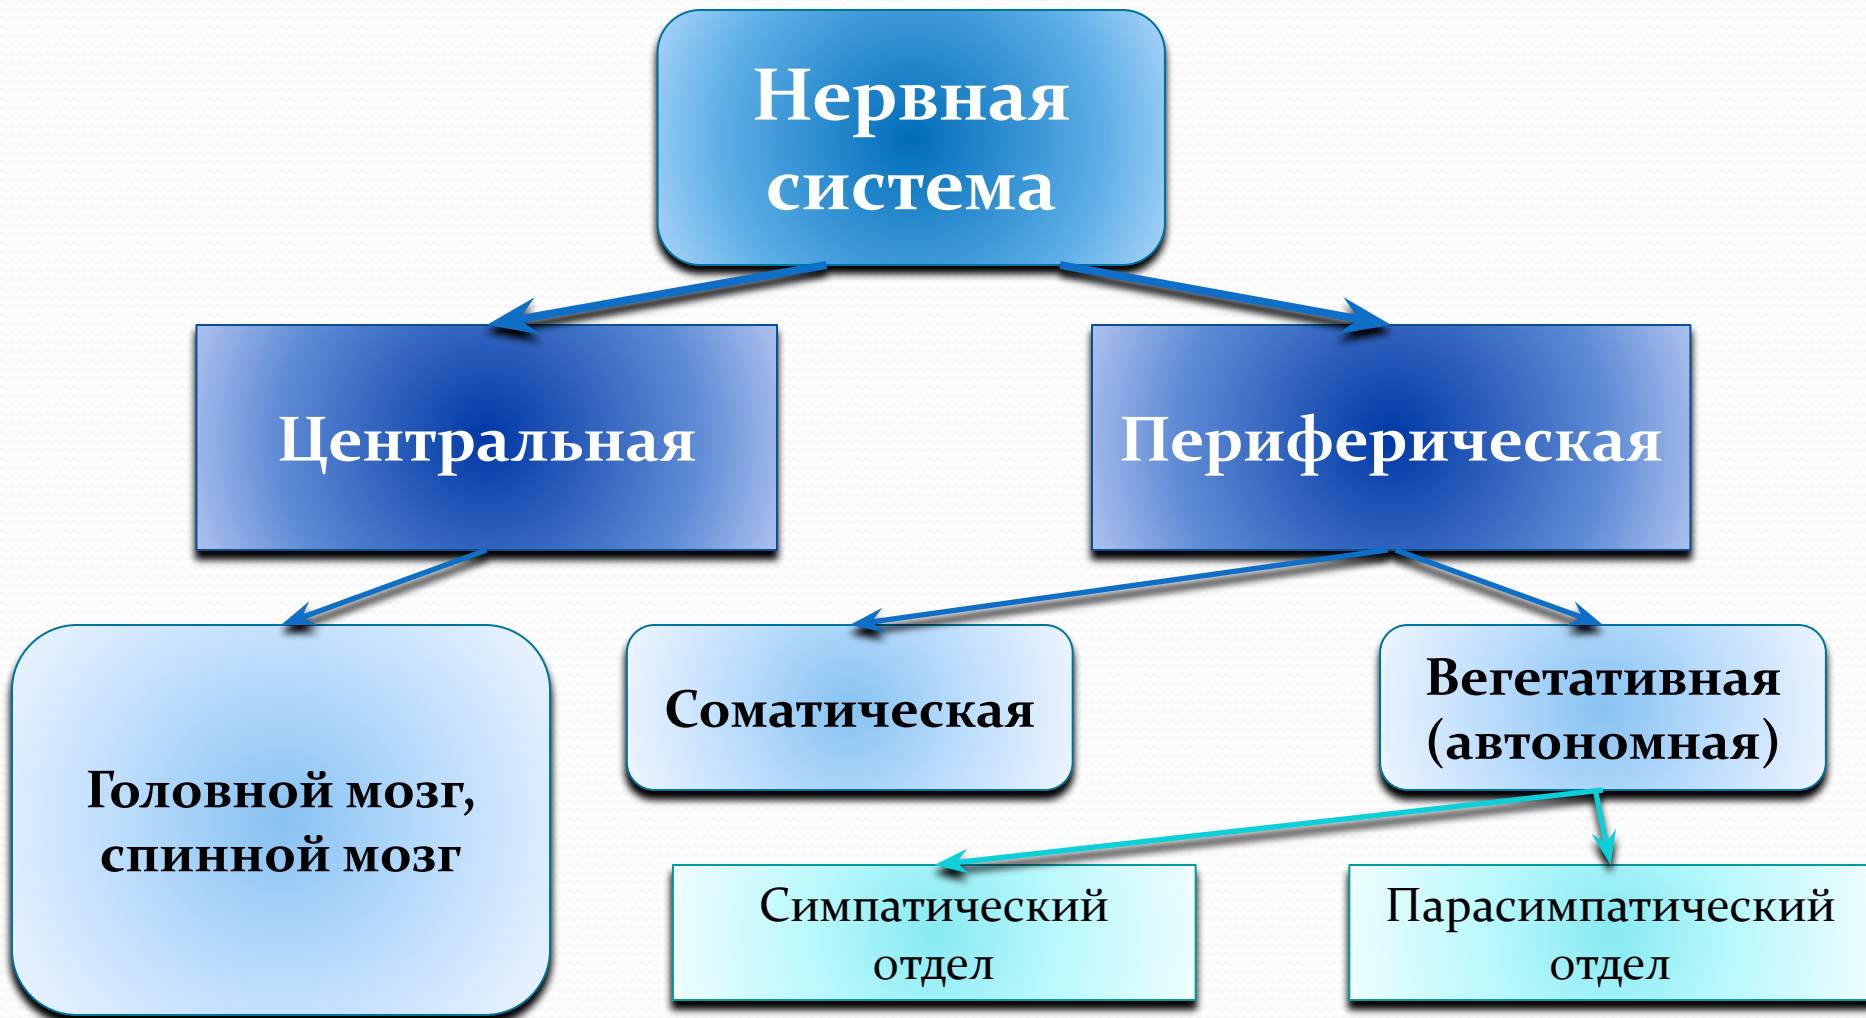 Нервная
система
Центральная
Периферическая
Головной мозг,
спинной мозг
Соматическая
Вегетативная
(автономная)
Симпатический
отдел
Парасимпатический
отдел